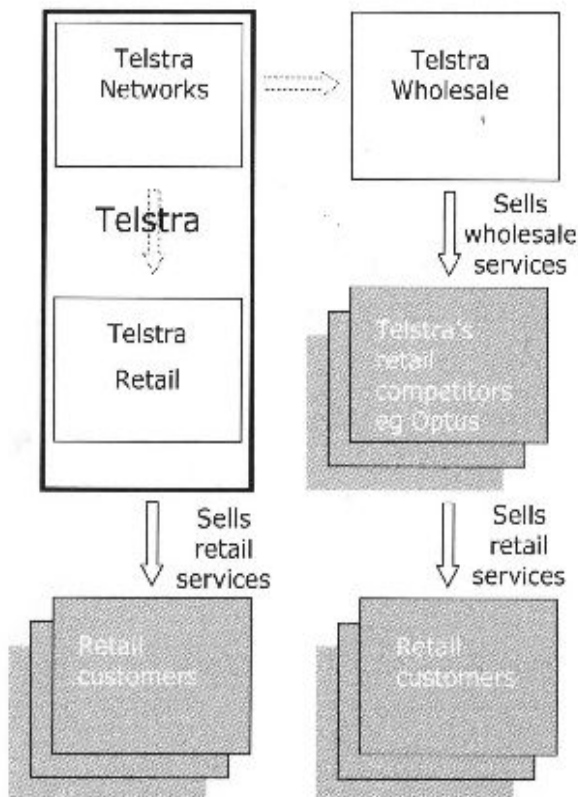 Telstra
Networks
Telstra
Wholesale
Telstra
Sells
wholesale
services
Telstra
Retail
Telstra's
retail
competitors
eg Optus
Sells
retail
services
Sells
retail
services
Retail
customers
Retail
customers